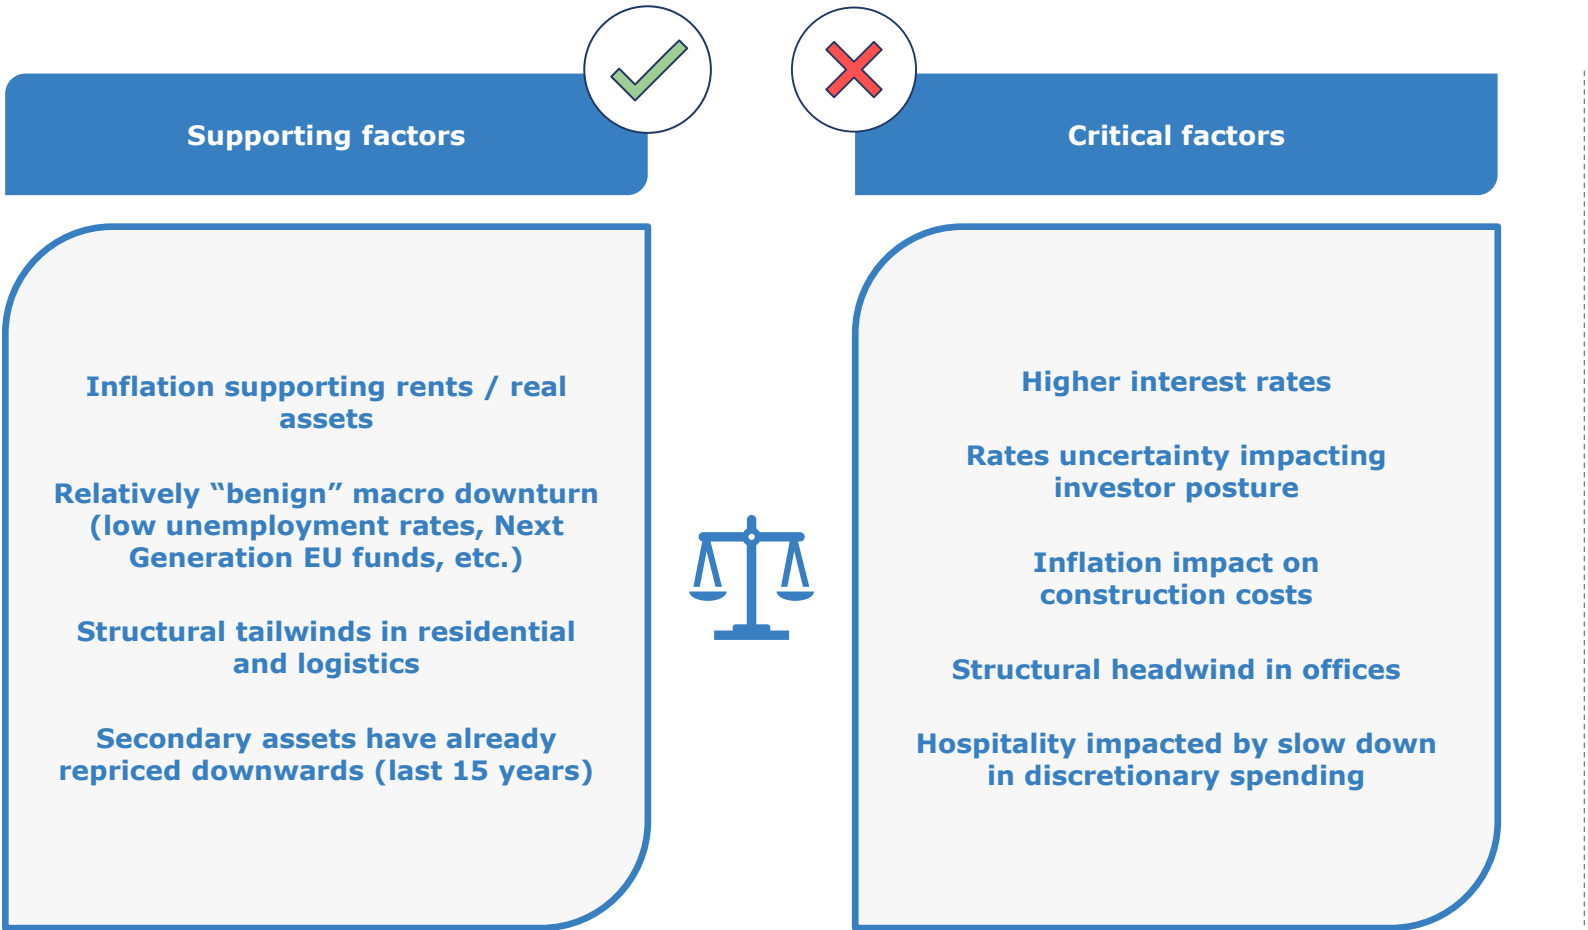 Supporting factors
Inflation supporting rents / real
assets
Relatively “benign” macro downturn
(low unemployment rates, Next
Generation EU funds, etc.)
Structural tailwinds in residential
and logistics
Secondary assets have already
repriced downwards (last 15 years)
Critical factors
Higher interest rates
Rates uncertainty impacting
investor posture
Inflation impact on
construction costs
Structural headwind in offices
Hospitality impacted by slow down
in discretionary spending